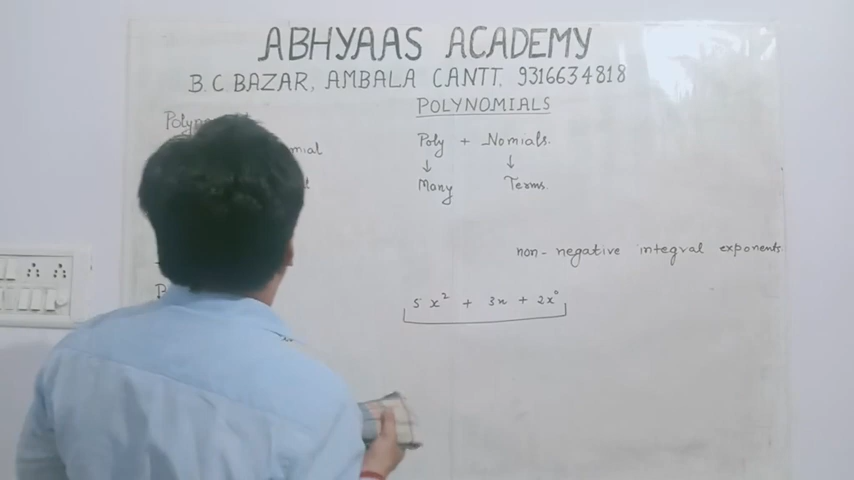 ABHYAAS ACADEMY
B.C BAZAR, AMBALA CANTT. 9316634818
POLYNOMIALS
Poly + Nomials.
↓ ↓
Many Terms.
non-negative integral exponents.
5x² + 3x + 2x⁰